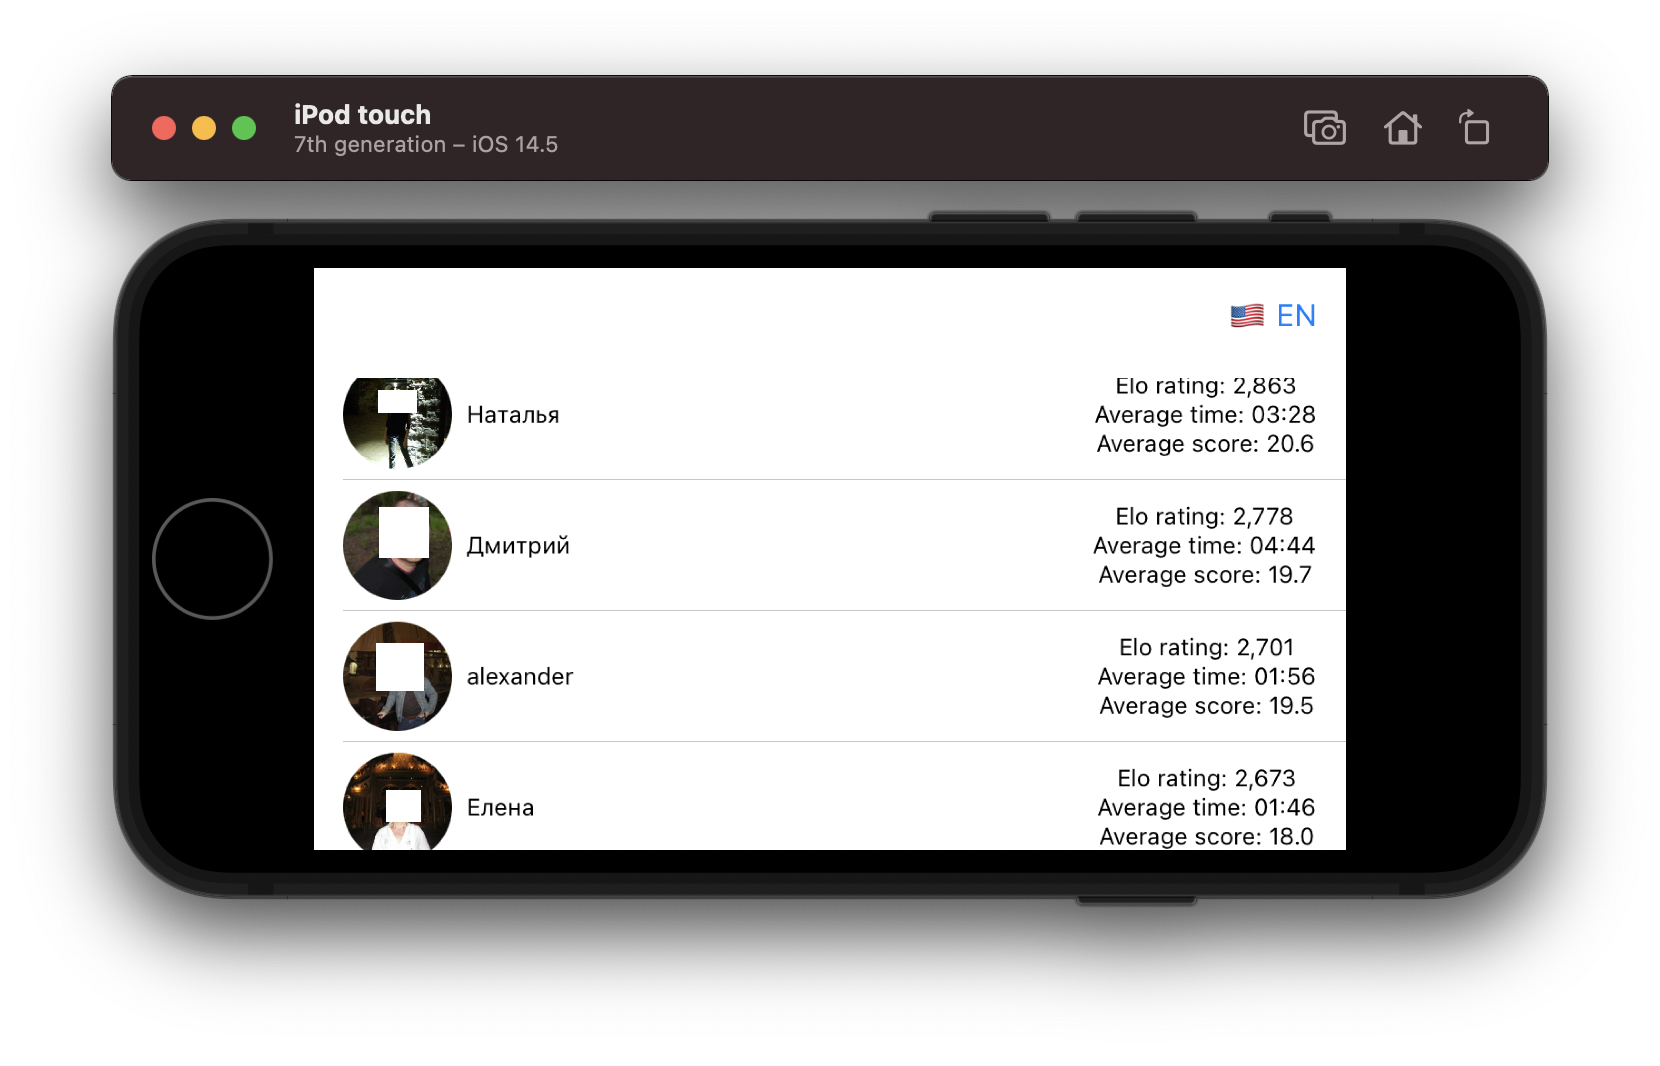 iPod touch
7th generation – iOS 14.5
🇺🇸 EN
Наталья
Elo rating: 2,863
Average time: 03:28
Average score: 20.6
Дмитрий
Elo rating: 2,778
Average time: 04:44
Average score: 19.7
alexander
Elo rating: 2,701
Average time: 01:56
Average score: 19.5
Елена
Elo rating: 2,673
Average time: 01:46
Average score: 18.0